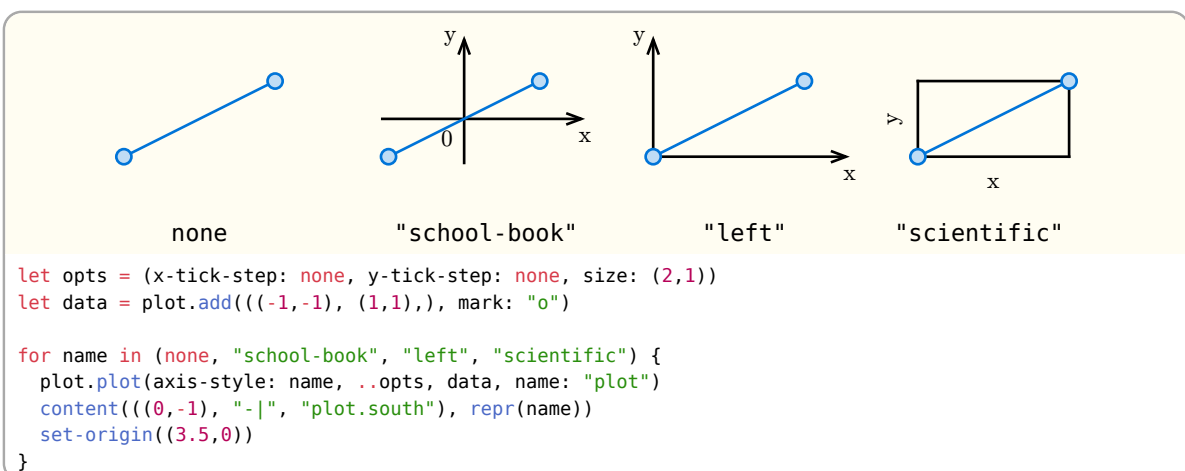 y
0
x
y
x
y
x
none "school-book" "left" "scientific"
let opts = (x-tick-step: none, y-tick-step: none, size: (2,1))
let data = plot.add(((-1,-1), (1,1),), mark: "o")
for name in (none, "school-book", "left", "scientific") {
  plot.plot(axis-style: name, ..opts, data, name: "plot")
  content(((0,-1), "-|", "plot.south"), repr(name))
  set-origin((3.5,0))
}